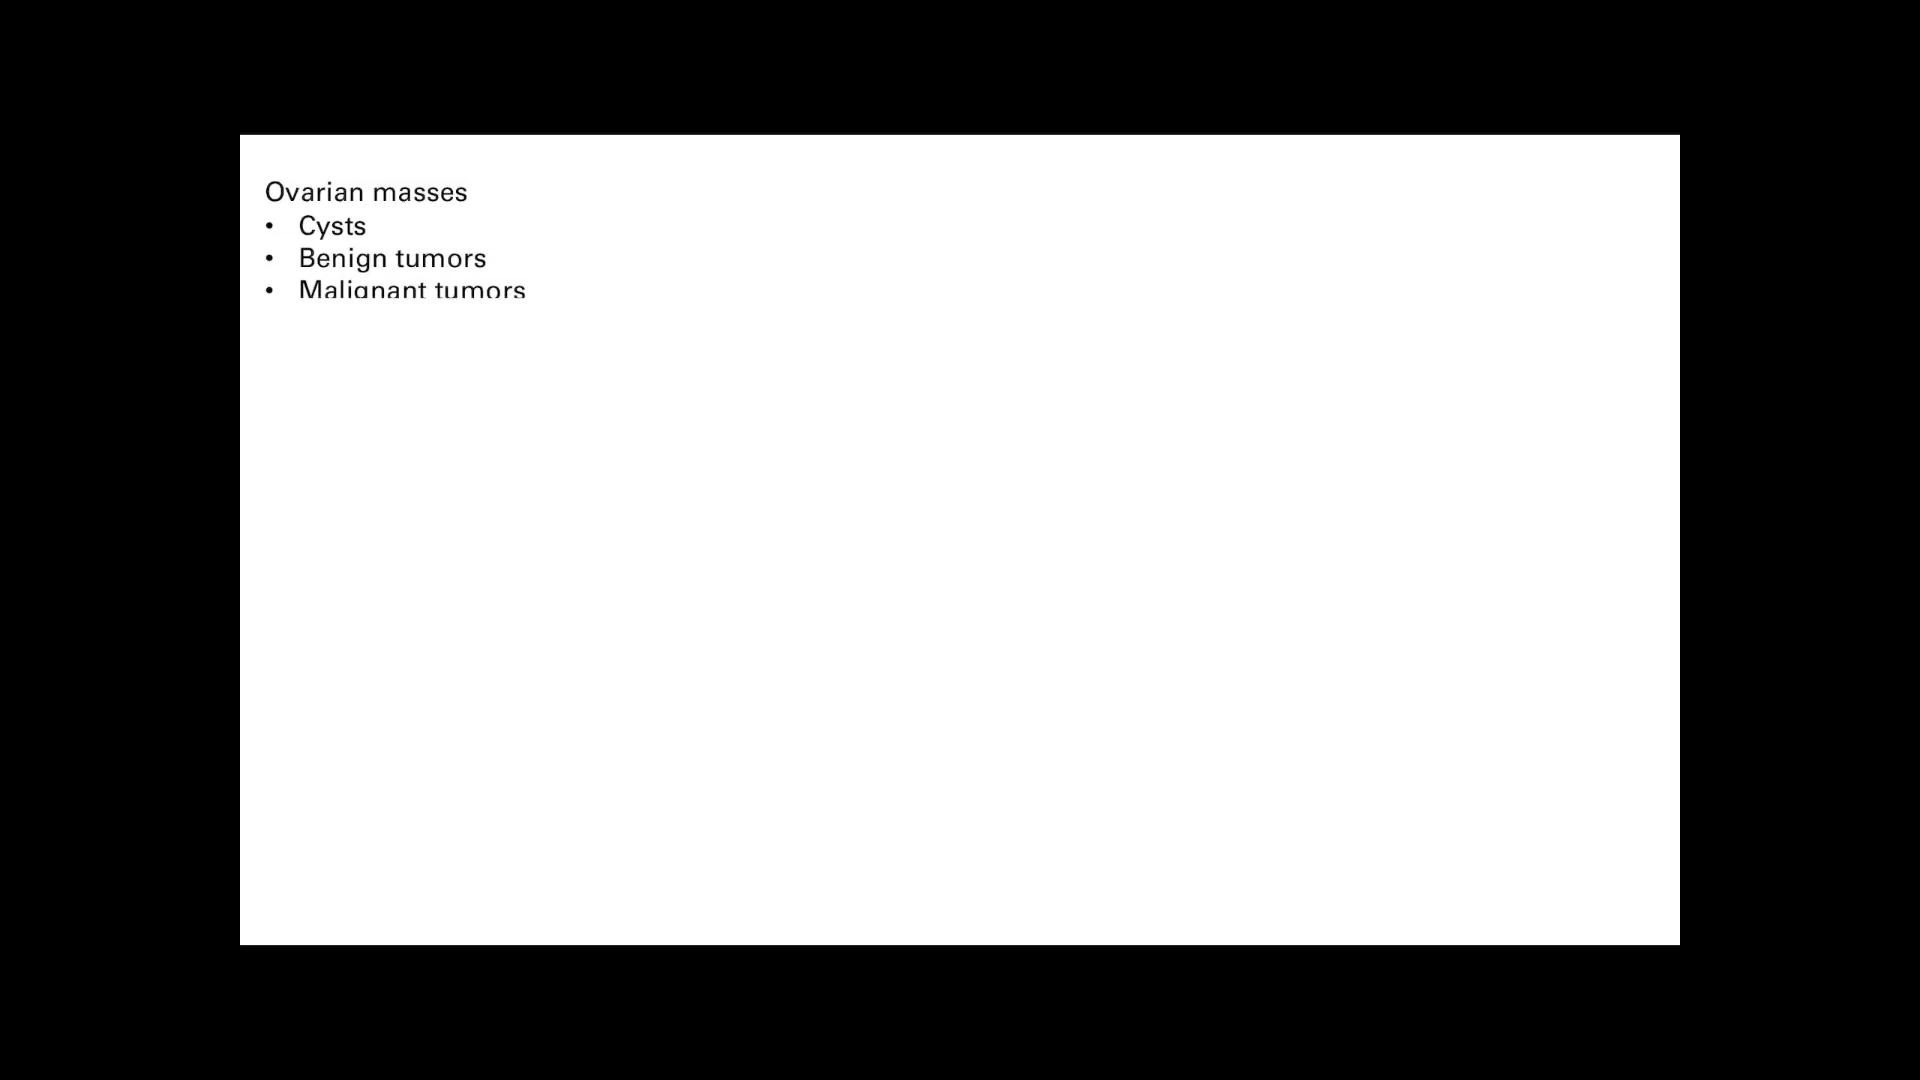 Ovarian masses
• Cysts
• Benign tumors
• Malignant tumors